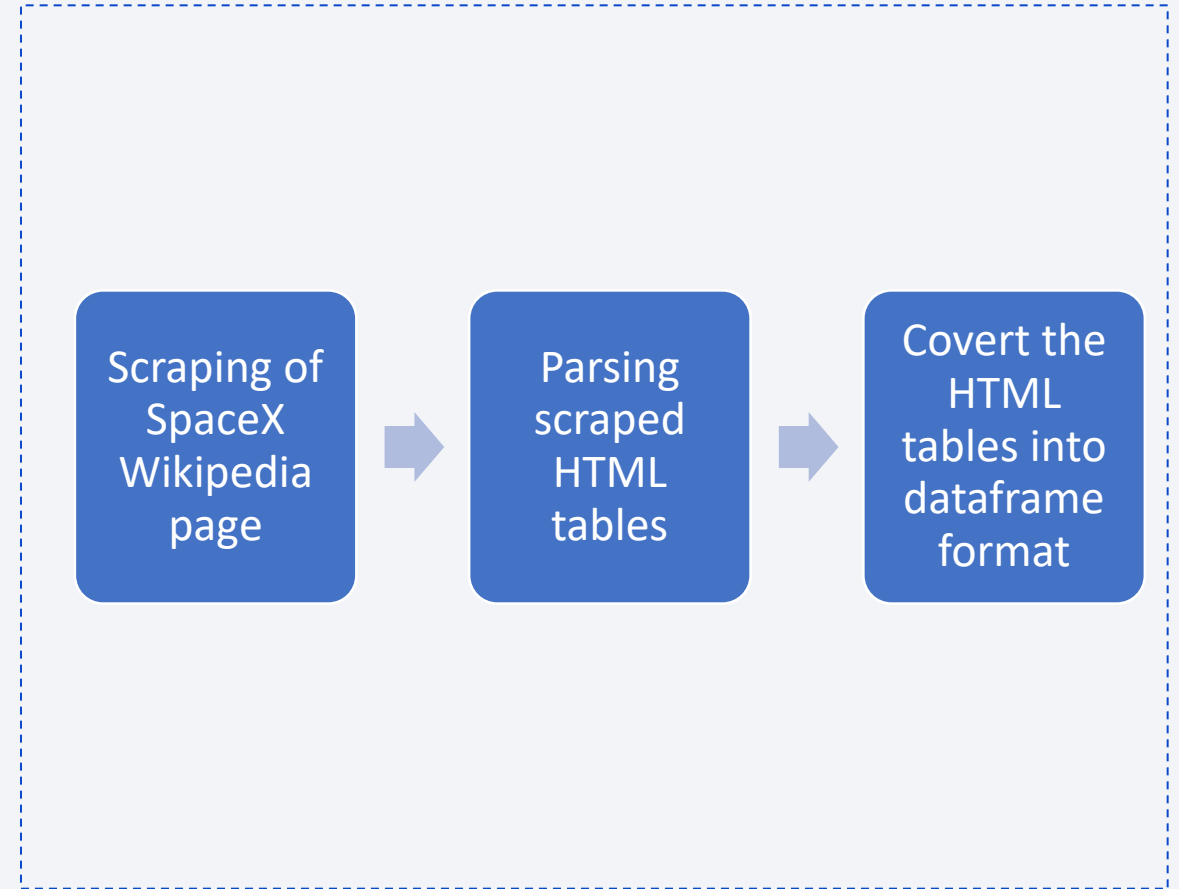 Scraping of
SpaceX
Wikipedia
page
Parsing
scraped
HTML
tables
Covert the
HTML
tables into
dataframe
format